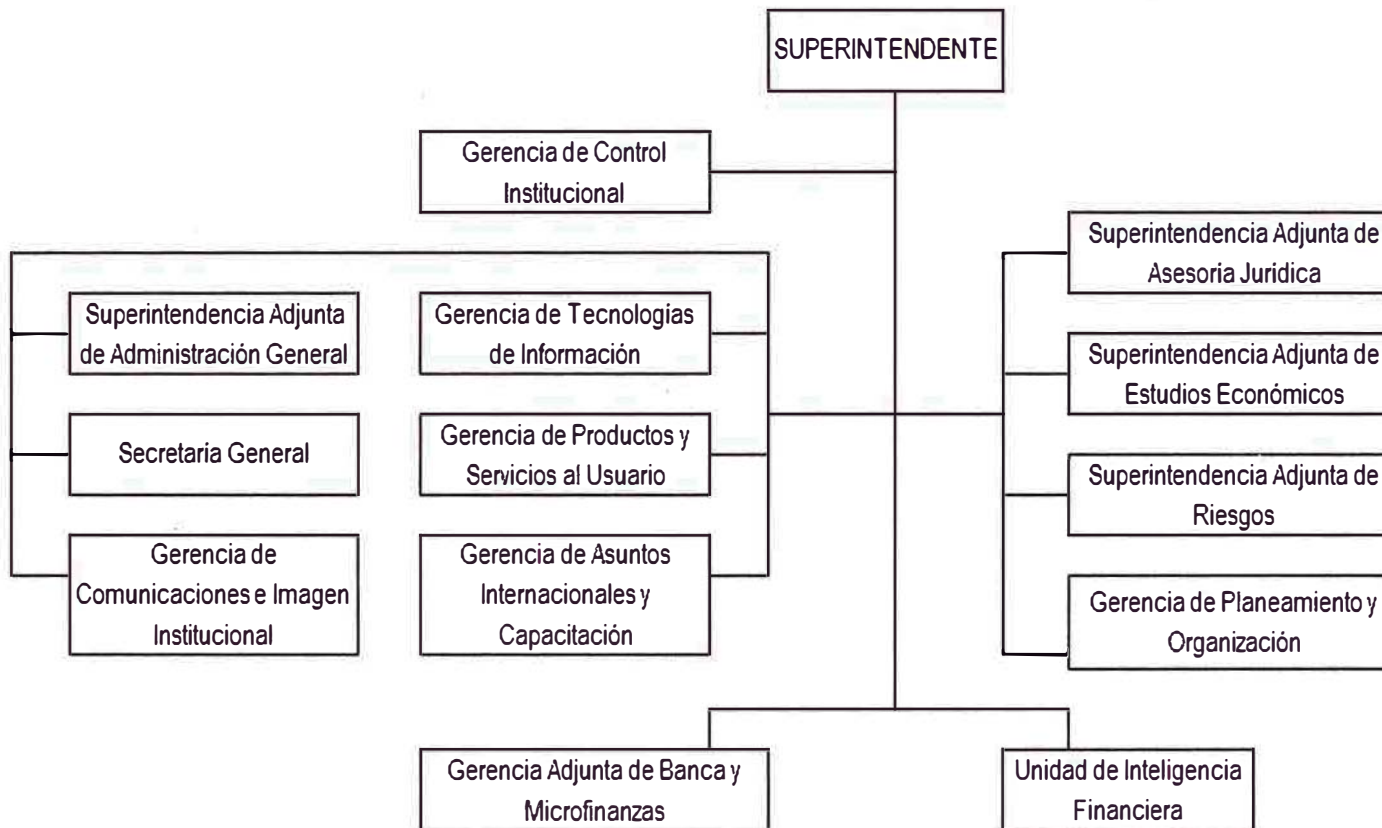 SUPERINTENDENTE
Gerencia de Control
Institucional
Superintendencia Adjunta
de Administración General
Gerencia de Tecnologías
de Información
Secretaria General
Gerencia de Productos y
Servicios al Usuario
Gerencia de
Comunicaciones e Imagen
Institucional
Gerencia de Asuntos
Internacionales y
Capacitación
Superintendencia Adjunta de
Asesoría Jurídica
Superintendencia Adjunta de
Estudios Económicos
Superintendencia Adjunta de
Riesgos
Gerencia de Planeamiento y
Organización
Gerencia Adjunta de Banca y
Microfinanzas
Unidad de Inteligencia
Financiera